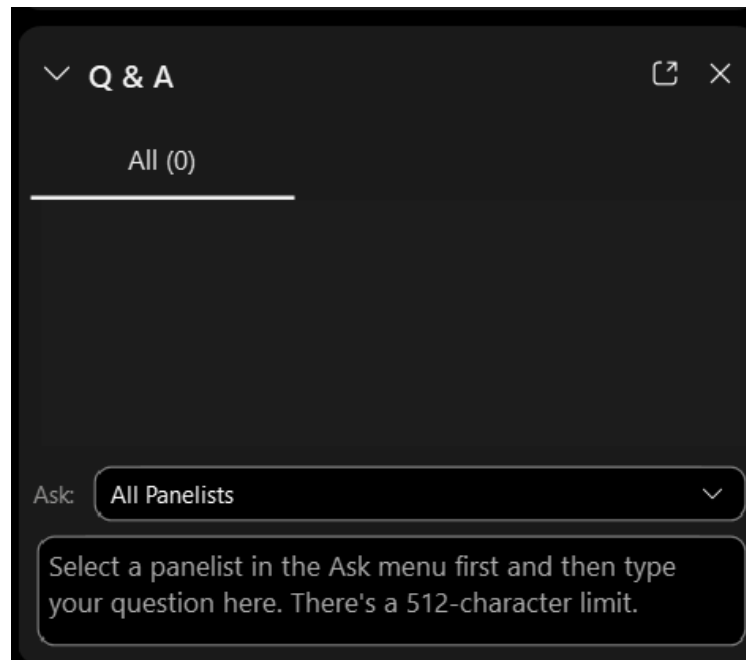 Q & A
All (0)
Ask: All Panelists
Select a panelist in the Ask menu first and then type
your question here. There's a 512-character limit.